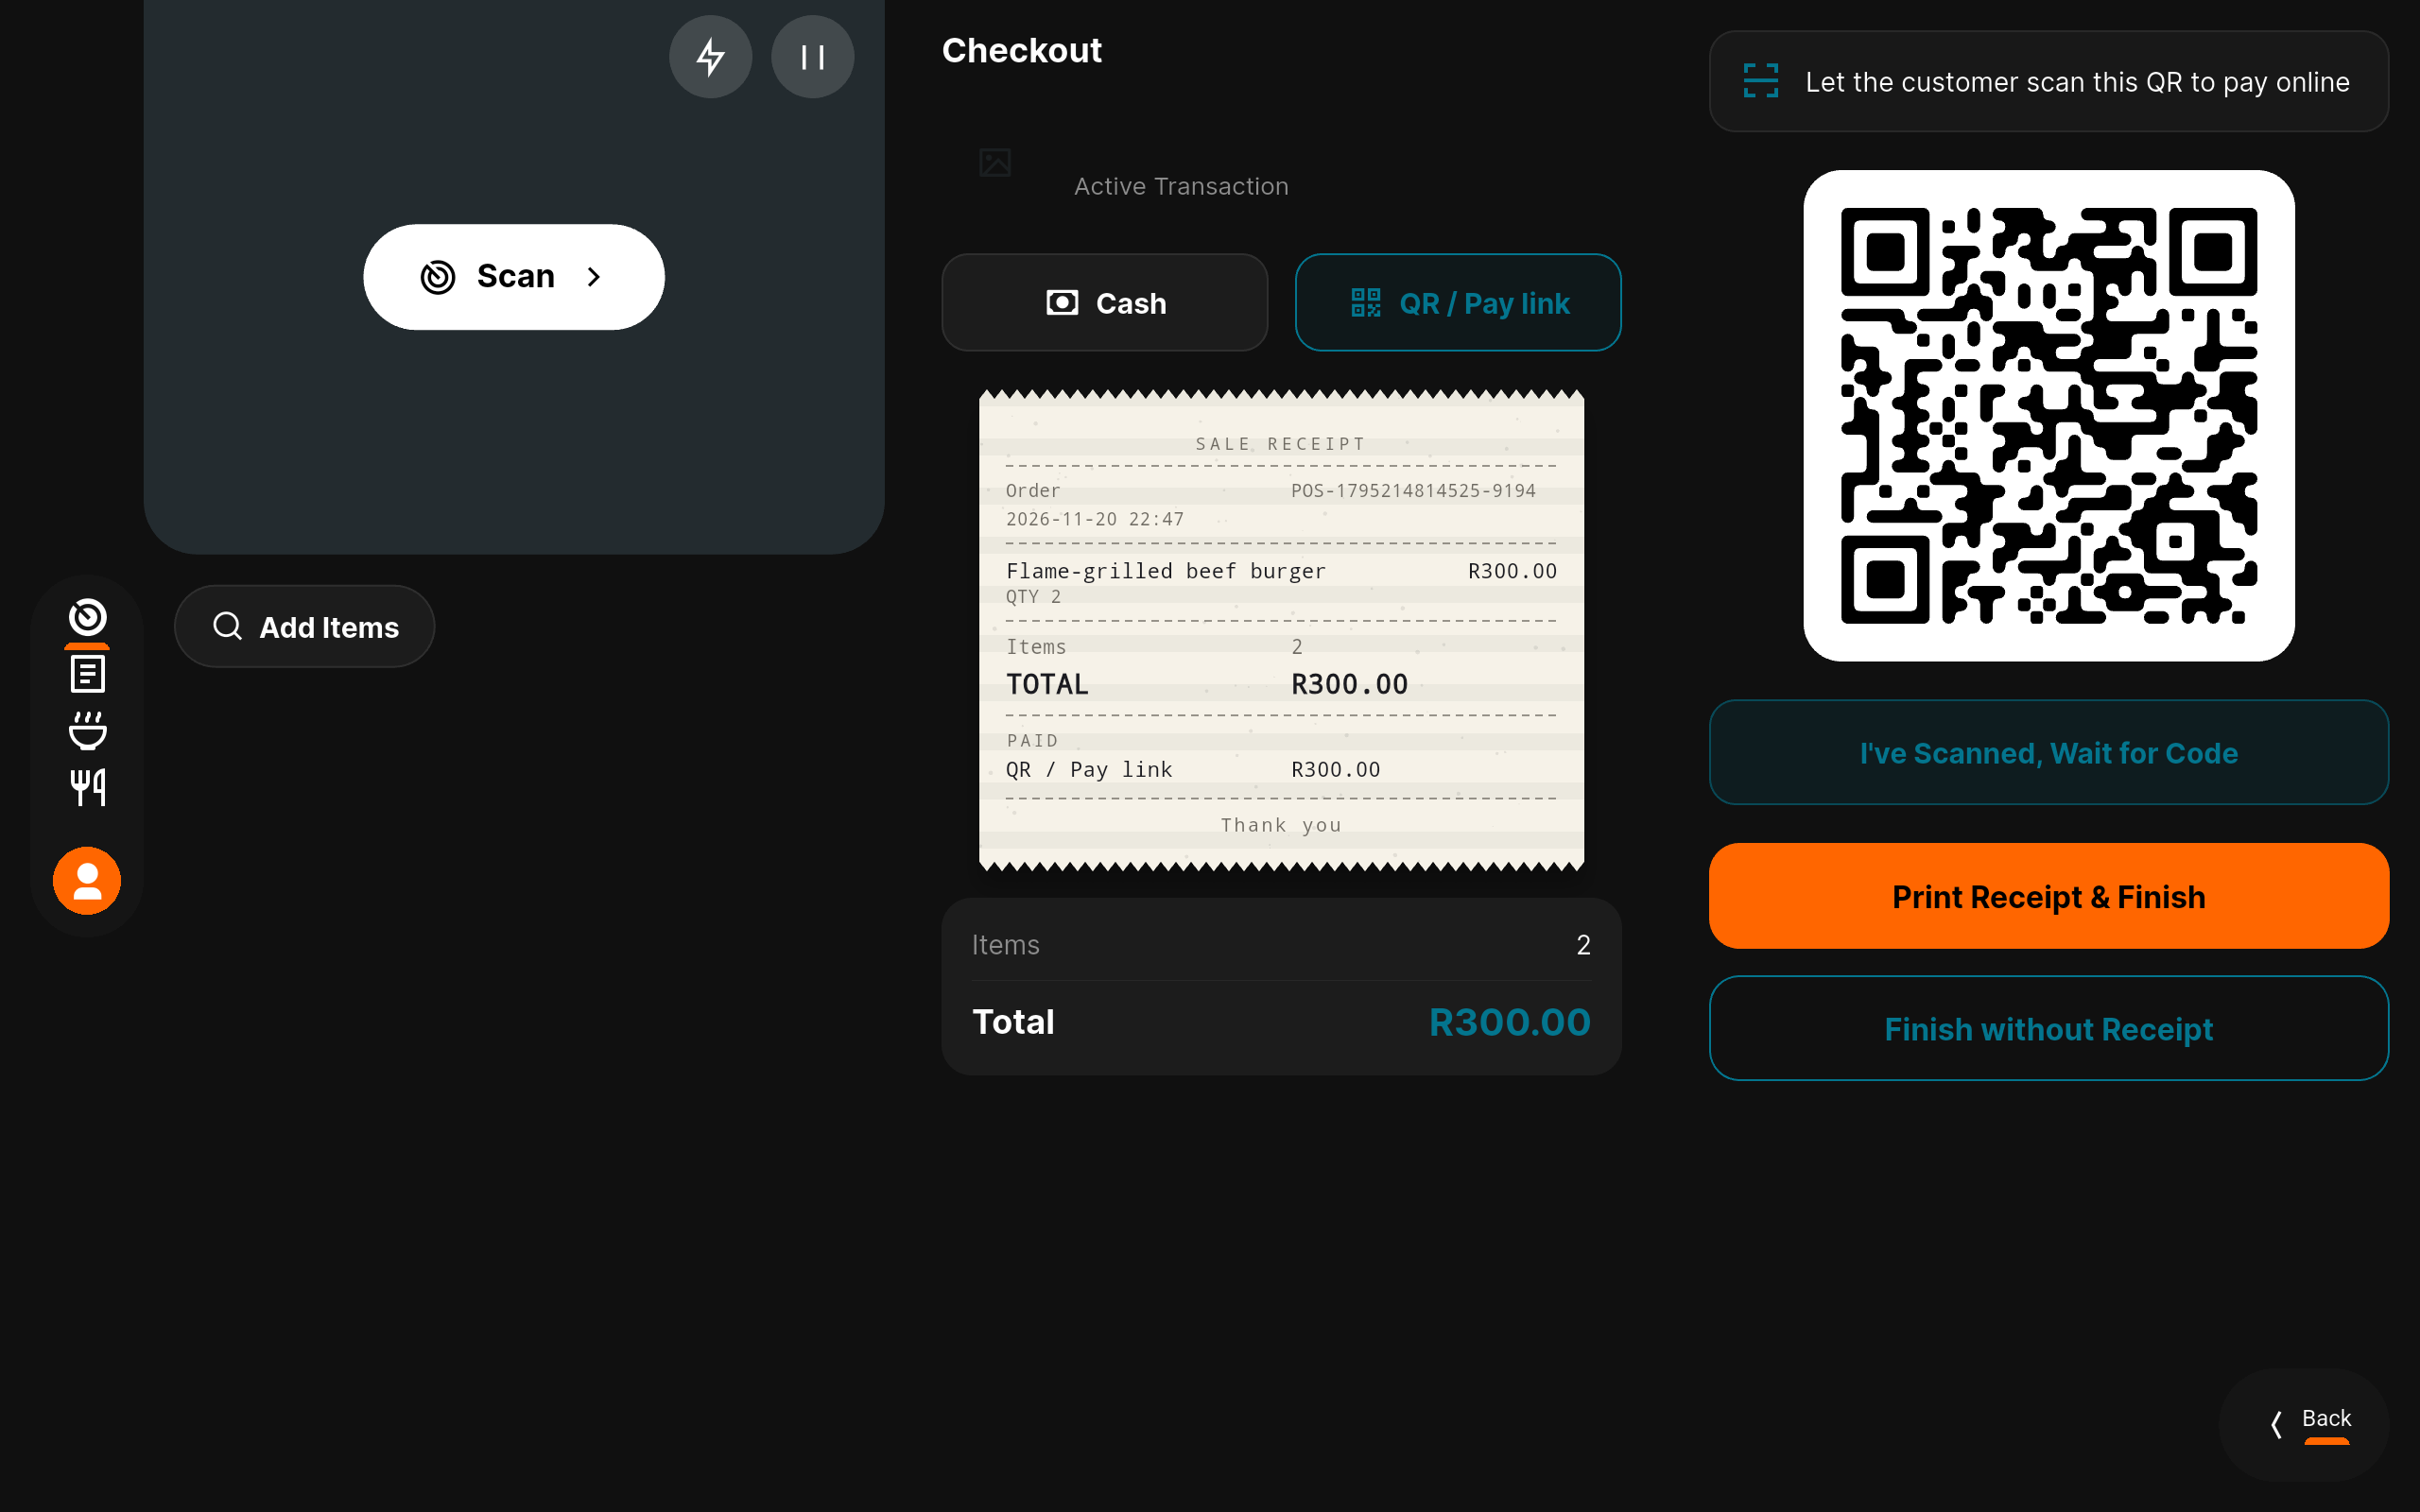 Scan
Add Items
Checkout
Active Transaction
Cash
QR / Pay link
SALE RECEIPT
Order POS-1795214814525-9194
2026-11-20 22:47
Flame-grilled beef burger R300.00
QTY 2
Items 2
TOTAL R300.00
PAID
QR / Pay link R300.00
Thank you
Items 2
Total R300.00
Let the customer scan this QR to pay online
I've Scanned, Wait for Code
Print Receipt & Finish
Finish without Receipt
Back